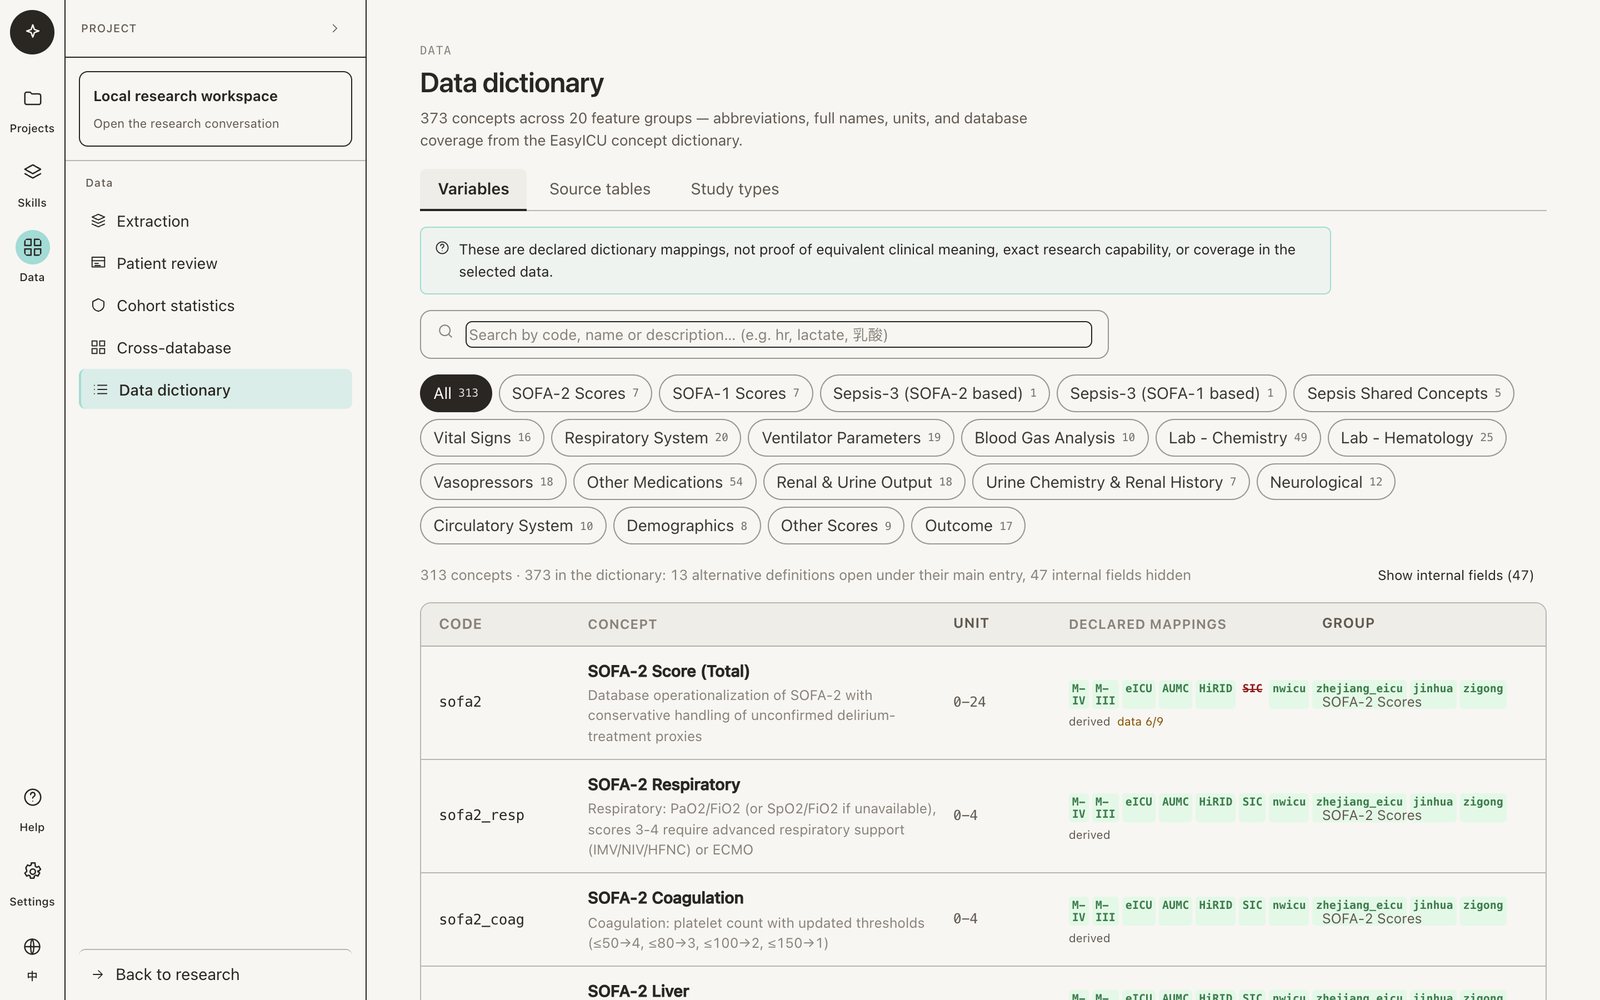 PROJECT
Projects
Skills
Data
Help
Settings
中
Local research workspace
Open the research conversation
Data
Extraction
Patient review
Cohort statistics
Cross-database
Data dictionary
Back to research
DATA
Data dictionary
373 concepts across 20 feature groups — abbreviations, full names, units, and database
coverage from the EasyICU concept dictionary.
Variables Source tables Study types
These are declared dictionary mappings, not proof of equivalent clinical meaning, exact research capability, or coverage in the
selected data.
Search by code, name or description... (e.g. hr, lactate, 乳酸)
All 313 SOFA-2 Scores 7 SOFA-1 Scores 7 Sepsis-3 (SOFA-2 based) 1 Sepsis-3 (SOFA-1 based) 1 Sepsis Shared Concepts 5
Vital Signs 16 Respiratory System 20 Ventilator Parameters 19 Blood Gas Analysis 10 Lab - Chemistry 49 Lab - Hematology 25
Vasopressors 18 Other Medications 54 Renal & Urine Output 18 Urine Chemistry & Renal History 7 Neurological 12
Circulatory System 10 Demographics 8 Other Scores 9 Outcome 17
313 concepts · 373 in the dictionary: 13 alternative definitions open under their main entry, 47 internal fields hidden Show internal fields (47)
CODE CONCEPT UNIT DECLARED MAPPINGS GROUP
sofa2
SOFA-2 Score (Total)
Database operationalization of SOFA-2 with
conservative handling of unconfirmed delirium-
treatment proxies
0–24
M-IV M-III eICU AUMC HiRID SIC nwicu zhejiang_eicu jinhua zigong
derived data 6/9
SOFA-2 Scores
sofa2_resp
SOFA-2 Respiratory
Respiratory: PaO2/FiO2 (or SpO2/FiO2 if unavailable),
scores 3-4 require advanced respiratory support
(IMV/NIV/HFNC) or ECMO
0–4
M-IV M-III eICU AUMC HiRID SIC nwicu zhejiang_eicu jinhua zigong
derived
SOFA-2 Scores
sofa2_coag
SOFA-2 Coagulation
Coagulation: platelet count with updated thresholds
(≤50→4, ≤80→3, ≤100→2, ≤150→1)
0–4
M-IV M-III eICU AUMC HiRID SIC nwicu zhejiang_eicu jinhua zigong
derived
SOFA-2 Scores
SOFA-2 Liver
M- M- eICU AUMC HiRID SIC nwicu zhejiang_eicu jinhua zigong